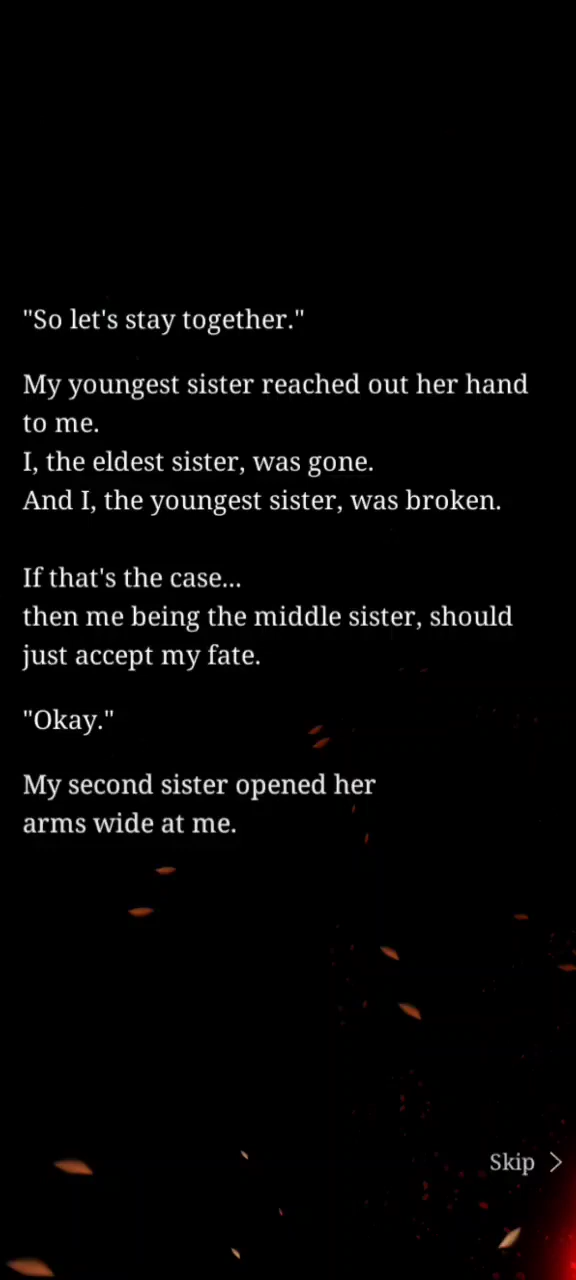 "So let's stay together."
My youngest sister reached out her hand
to me.
I, the eldest sister, was gone.
And I, the youngest sister, was broken.
If that's the case...
then me being the middle sister, should
just accept my fate.
"Okay."
My second sister opened her
arms wide at me.
Skip >